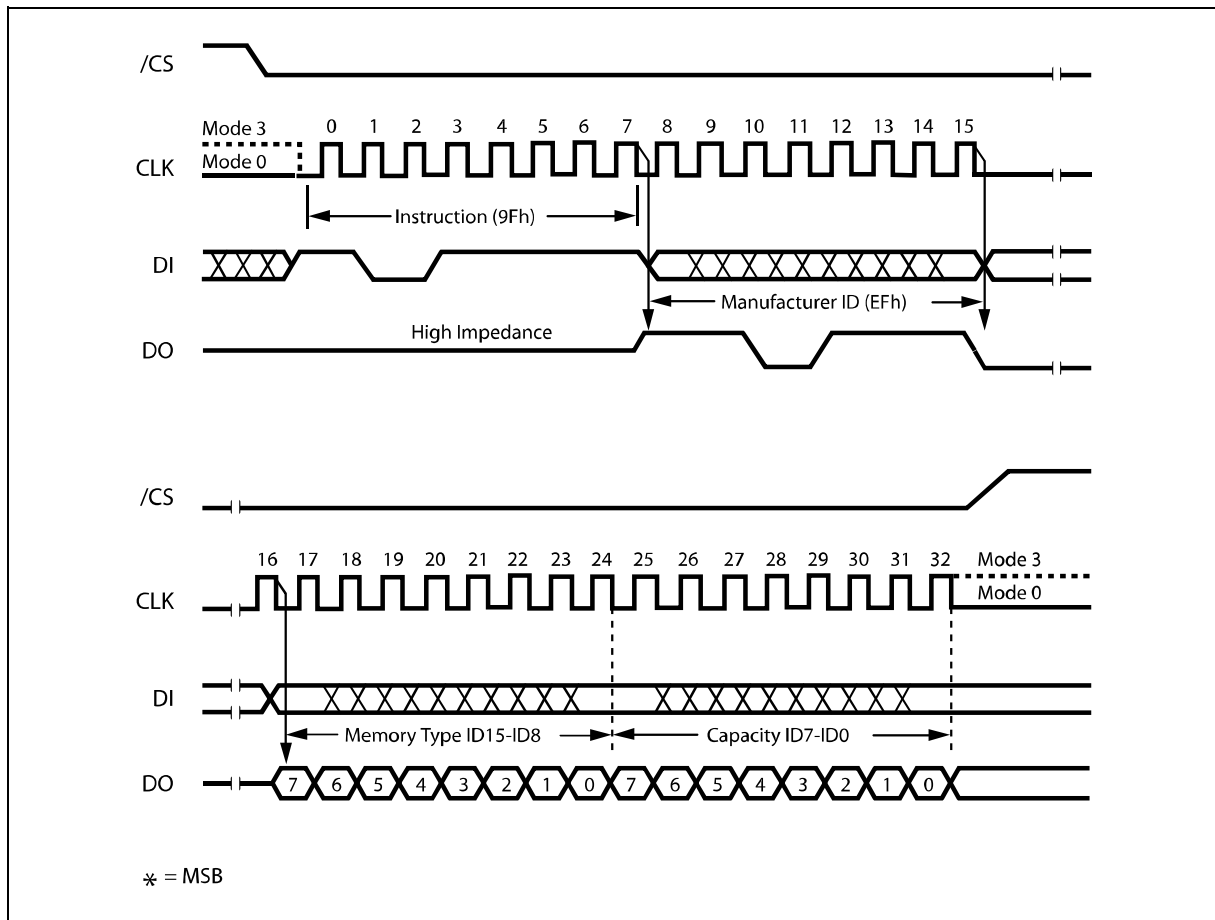 /CS
Mode 3
0 1 2 3 4 5 6 7 8 9 10 11 12 13 14 15
Mode 0
CLK
Instruction (9Fh)
DI
Manufacturer ID (EFh)
High Impedance
DO
/CS
16 17 18 19 20 21 22 23 24 25 26 27 28 29 30 31 32
Mode 3
CLK
Mode 0
DI
Memory Type ID15-ID8
Capacity ID7-ID0
DO
7 6 5 4 3 2 1 0 7 6 5 4 3 2 1 0
* = MSB